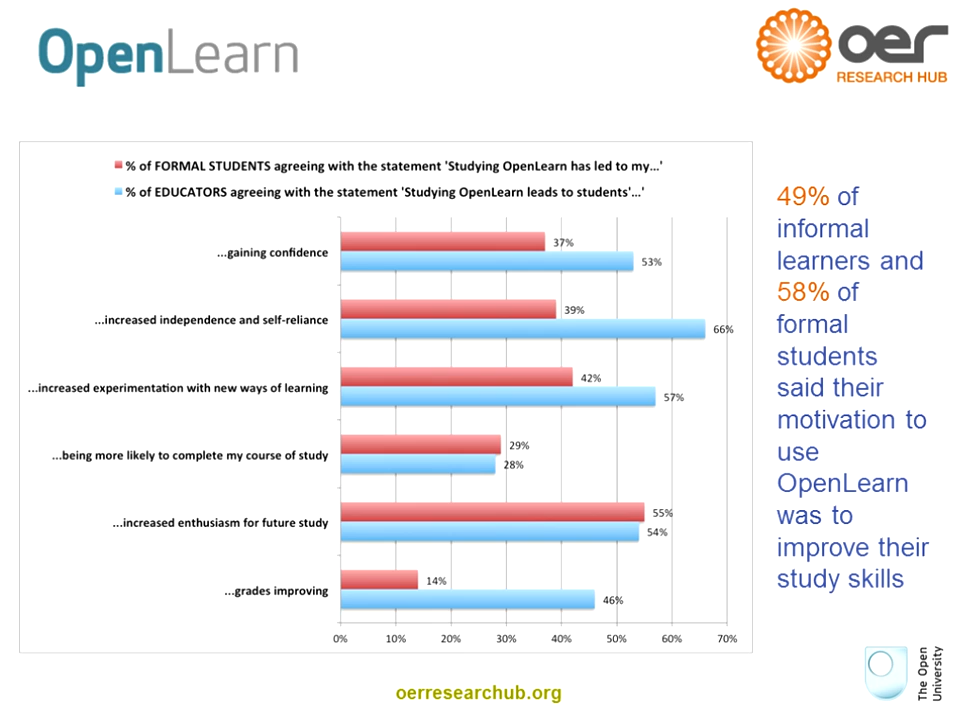 OpenLearn
oer
RESEARCH HUB
% of FORMAL STUDENTS agreeing with the statement 'Studying OpenLearn has led to my...'
% of EDUCATORS agreeing with the statement 'Studying OpenLearn leads to students'...'
...gaining confidence
37%
53%
...increased independence and self-reliance
39%
66%
...increased experimentation with new ways of learning
42%
57%
...being more likely to complete my course of study
29%
28%
...increased enthusiasm for future study
55%
54%
...grades improving
14%
46%
0% 10% 20% 30% 40% 50% 60% 70%
49% of
informal
learners and
58% of
formal
students
said their
motivation to
use
OpenLearn
was to
improve their
study skills
oerresearchub.org
The Open
University